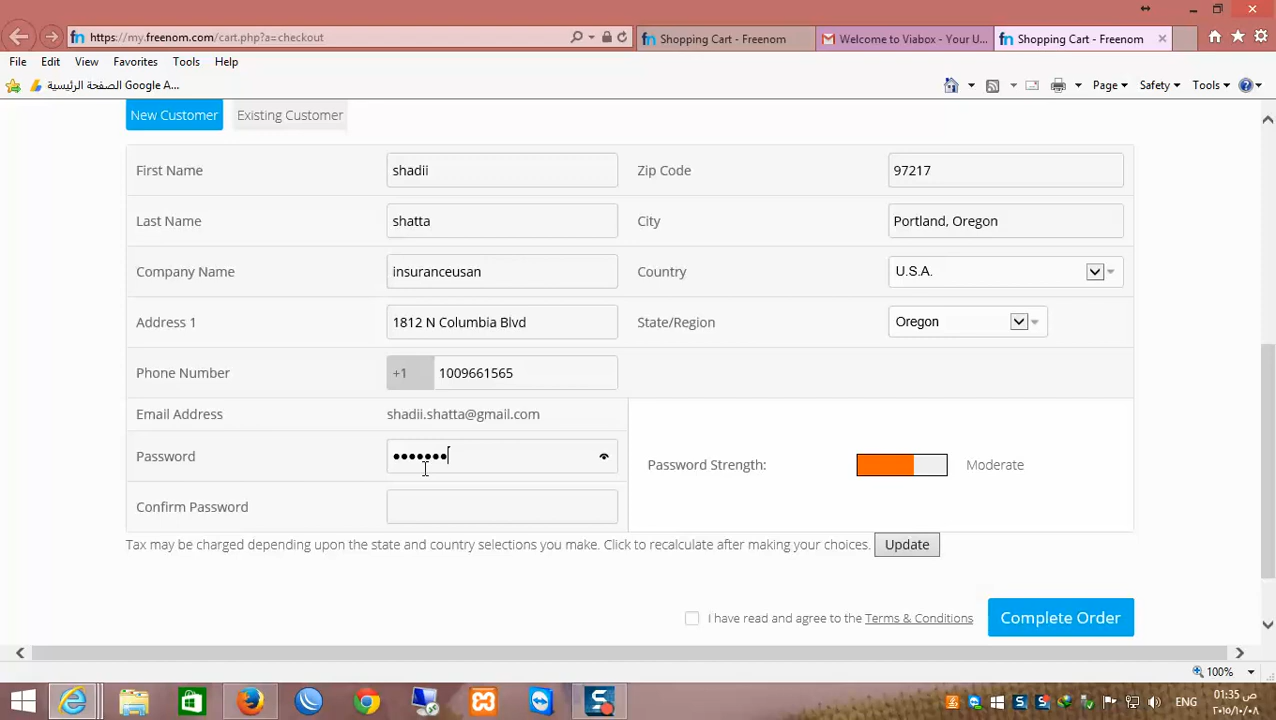 https://my.freenom.com/cart.php?a=checkout
Shopping Cart - Freenom
Welcome to Viabox - Your U...
Shopping Cart - Freenom
File Edit View Favorites Tools Help
الصفحة الرئيسية Google A...
Page Safety Tools
New Customer Existing Customer
First Name shadii Zip Code 97217
Last Name shatta City Portland, Oregon
Company Name insuranceusan Country U.S.A.
Address 1 1812 N Columbia Blvd State/Region Oregon
Phone Number +1 1009661565
Email Address shadii.shatta@gmail.com
Password ••••••• Password Strength: Moderate
Confirm Password
Tax may be charged depending upon the state and country selections you make. Click to recalculate after making your choices. Update
I have read and agree to the Terms & Conditions Complete Order
100%
ENG
01:35 ص
٢٠١٥/١٠/٠٨